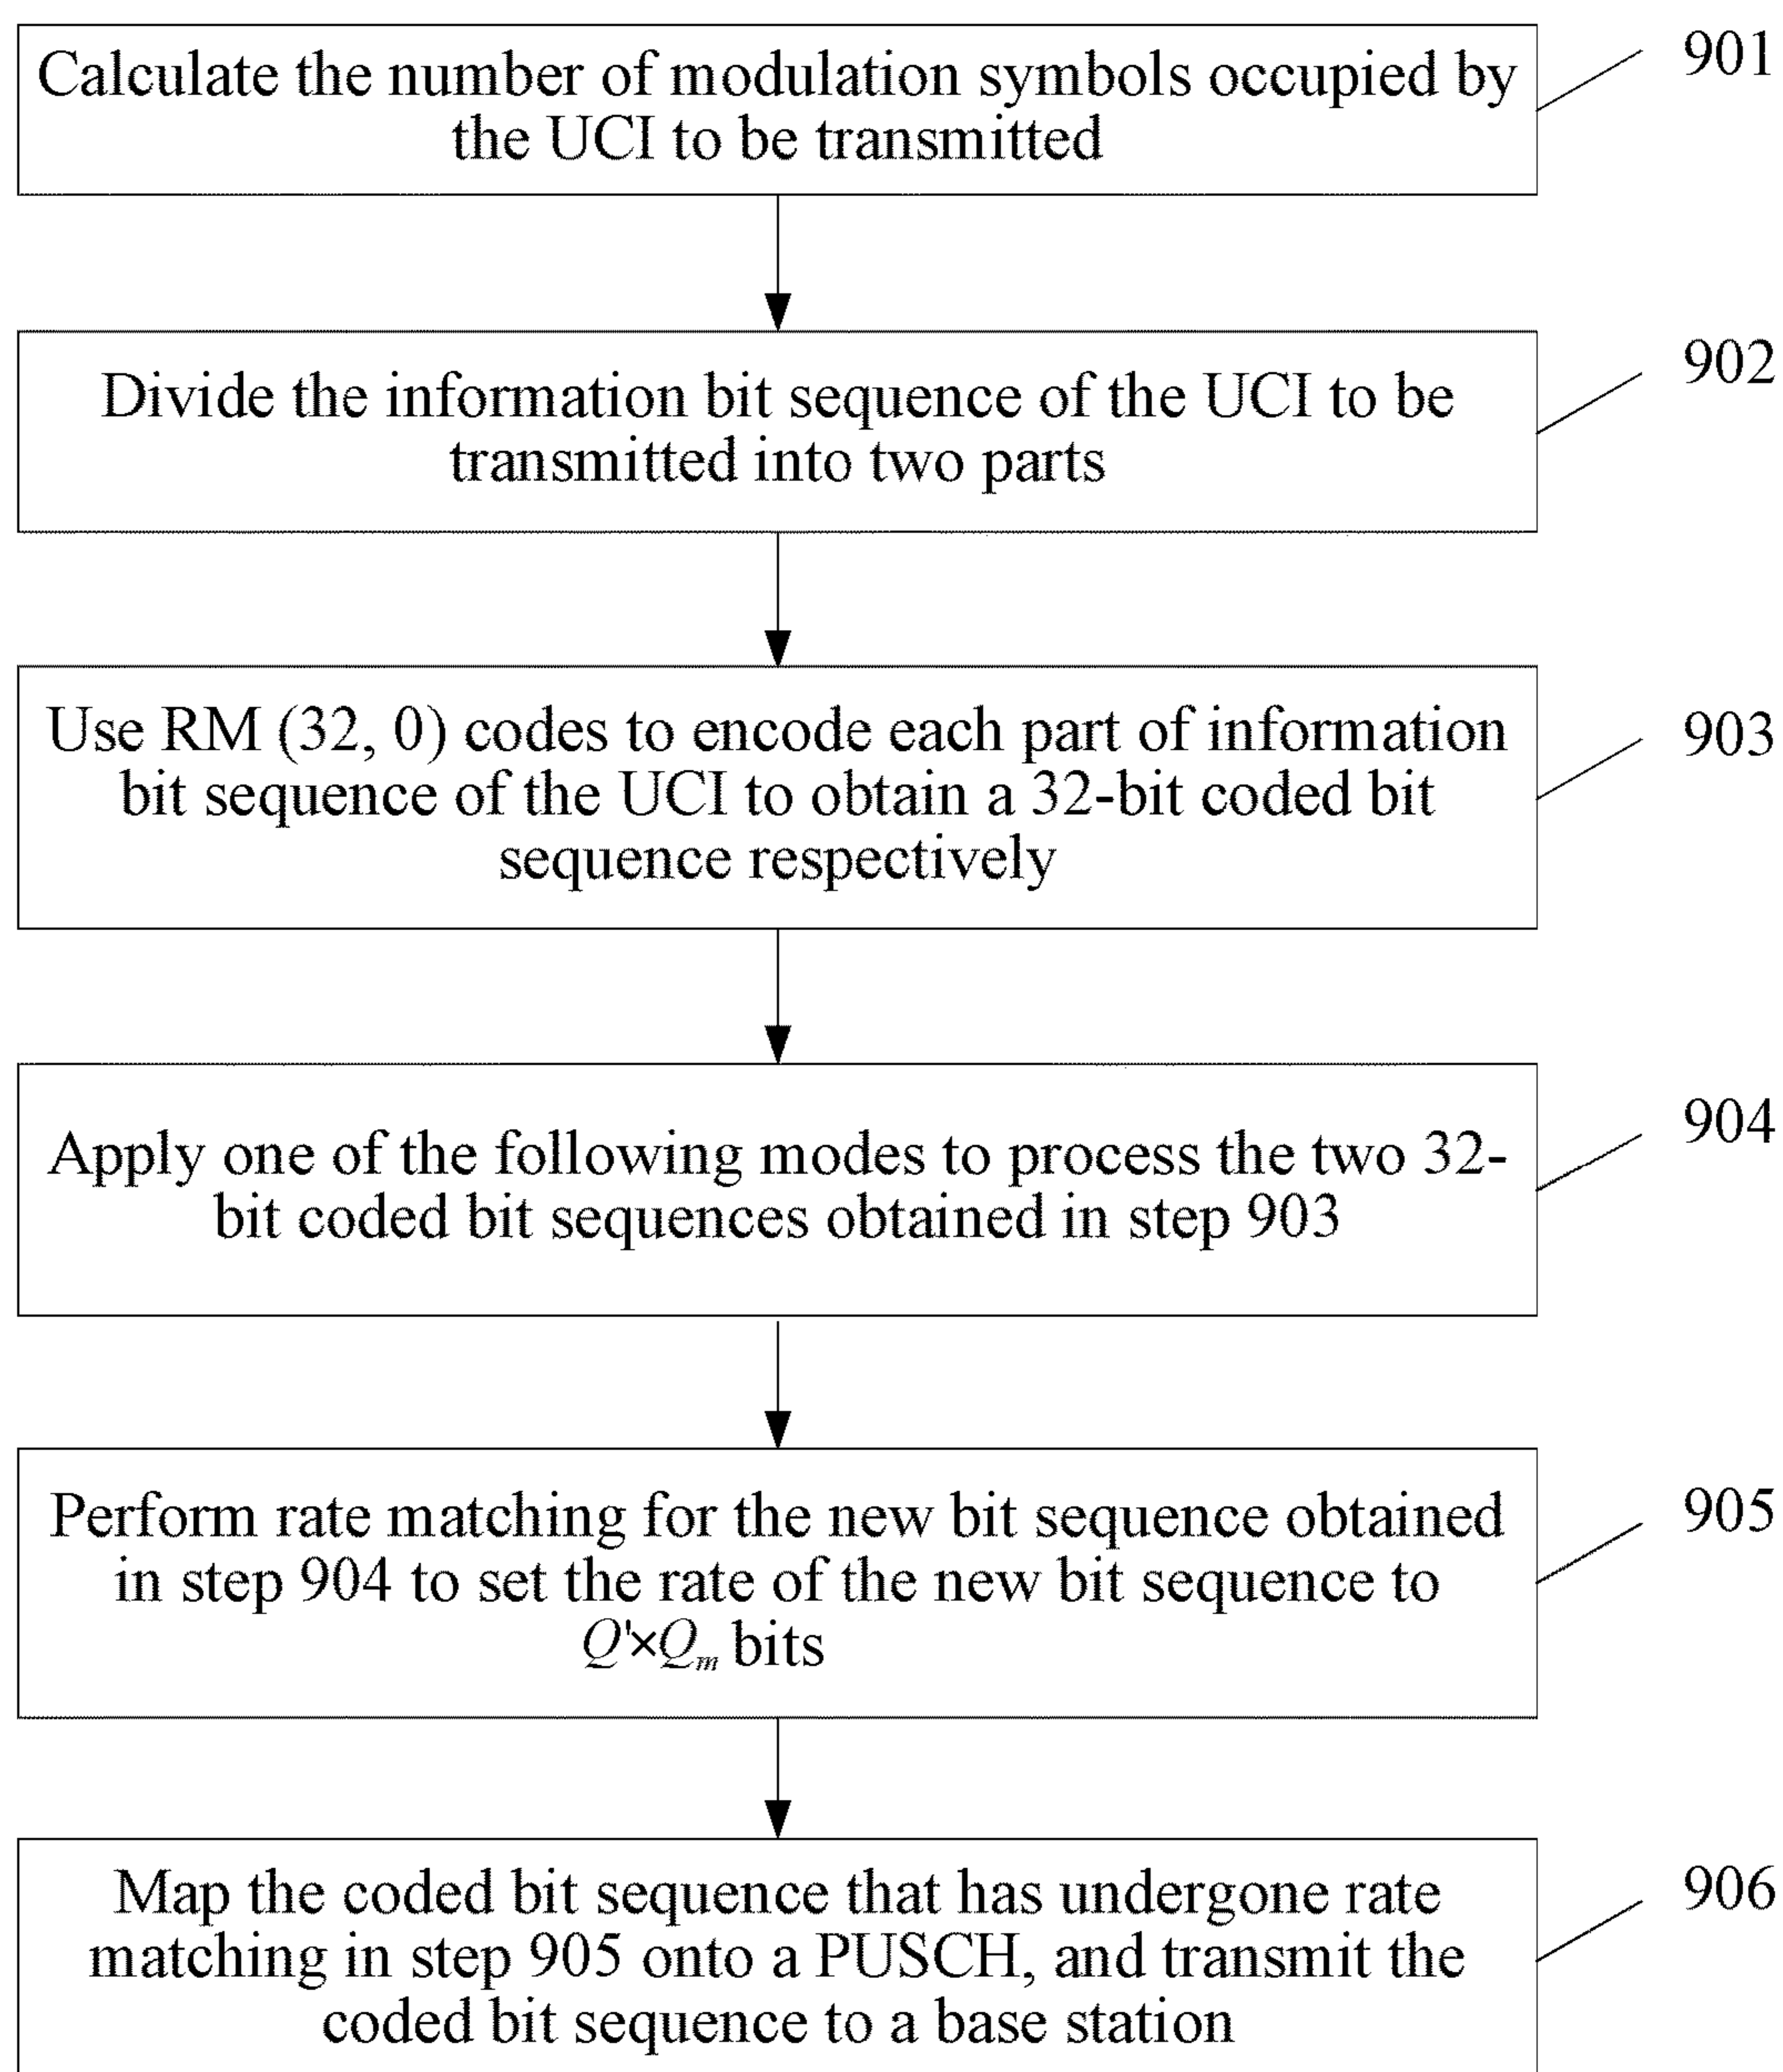 Calculate the number of modulation symbols occupied by
the UCI to be transmitted
901
Divide the information bit sequence of the UCI to be
transmitted into two parts
902
Use RM (32, 0) codes to encode each part of information
bit sequence of the UCI to obtain a 32-bit coded bit
sequence respectively
903
Apply one of the following modes to process the two 32-
bit coded bit sequences obtained in step 903
904
Perform rate matching for the new bit sequence obtained
in step 904 to set the rate of the new bit sequence to
Q'×Qm bits
905
Map the coded bit sequence that has undergone rate
matching in step 905 onto a PUSCH, and transmit the
coded bit sequence to a base station
906